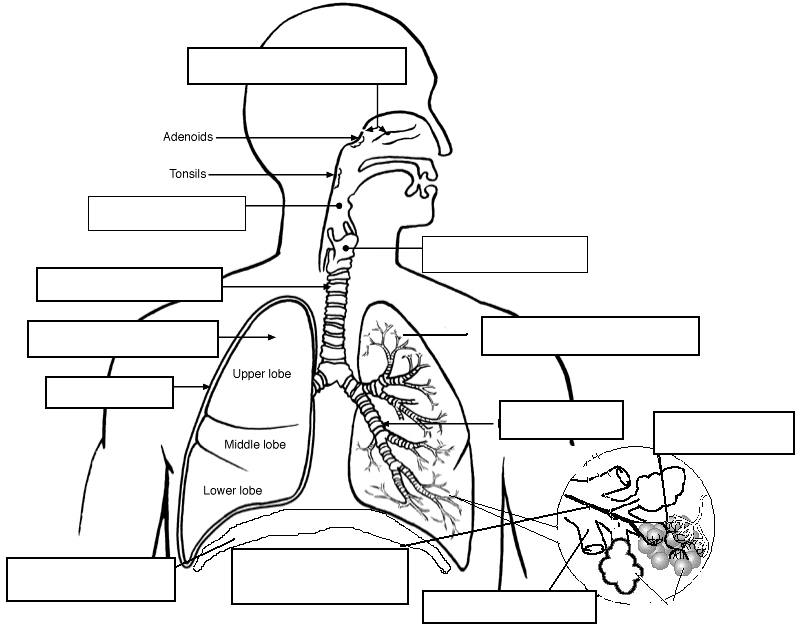 Adenoids
Tonsils
Upper lobe
Middle lobe
Lower lobe